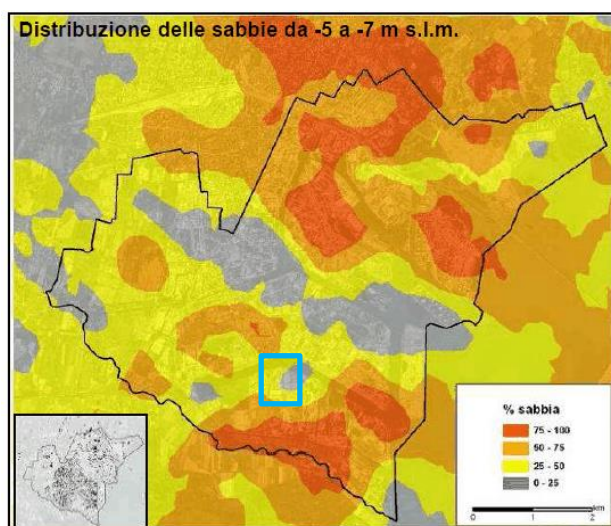 Distribuzione delle sabbie da -5 a -7 m s.l.m.
% sabbia
75 - 100
50 - 75
25 - 50
0 - 25
km
0 1 2